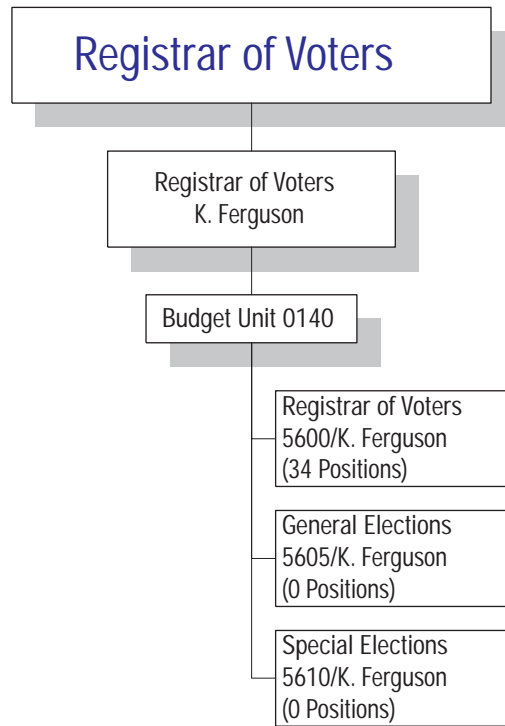 Registrar of Voters
Registrar of Voters
K. Ferguson
Budget Unit 0140
Registrar of Voters
5600/K. Ferguson
(34 Positions)
General Elections
5605/K. Ferguson
(0 Positions)
Special Elections
5610/K. Ferguson
(0 Positions)